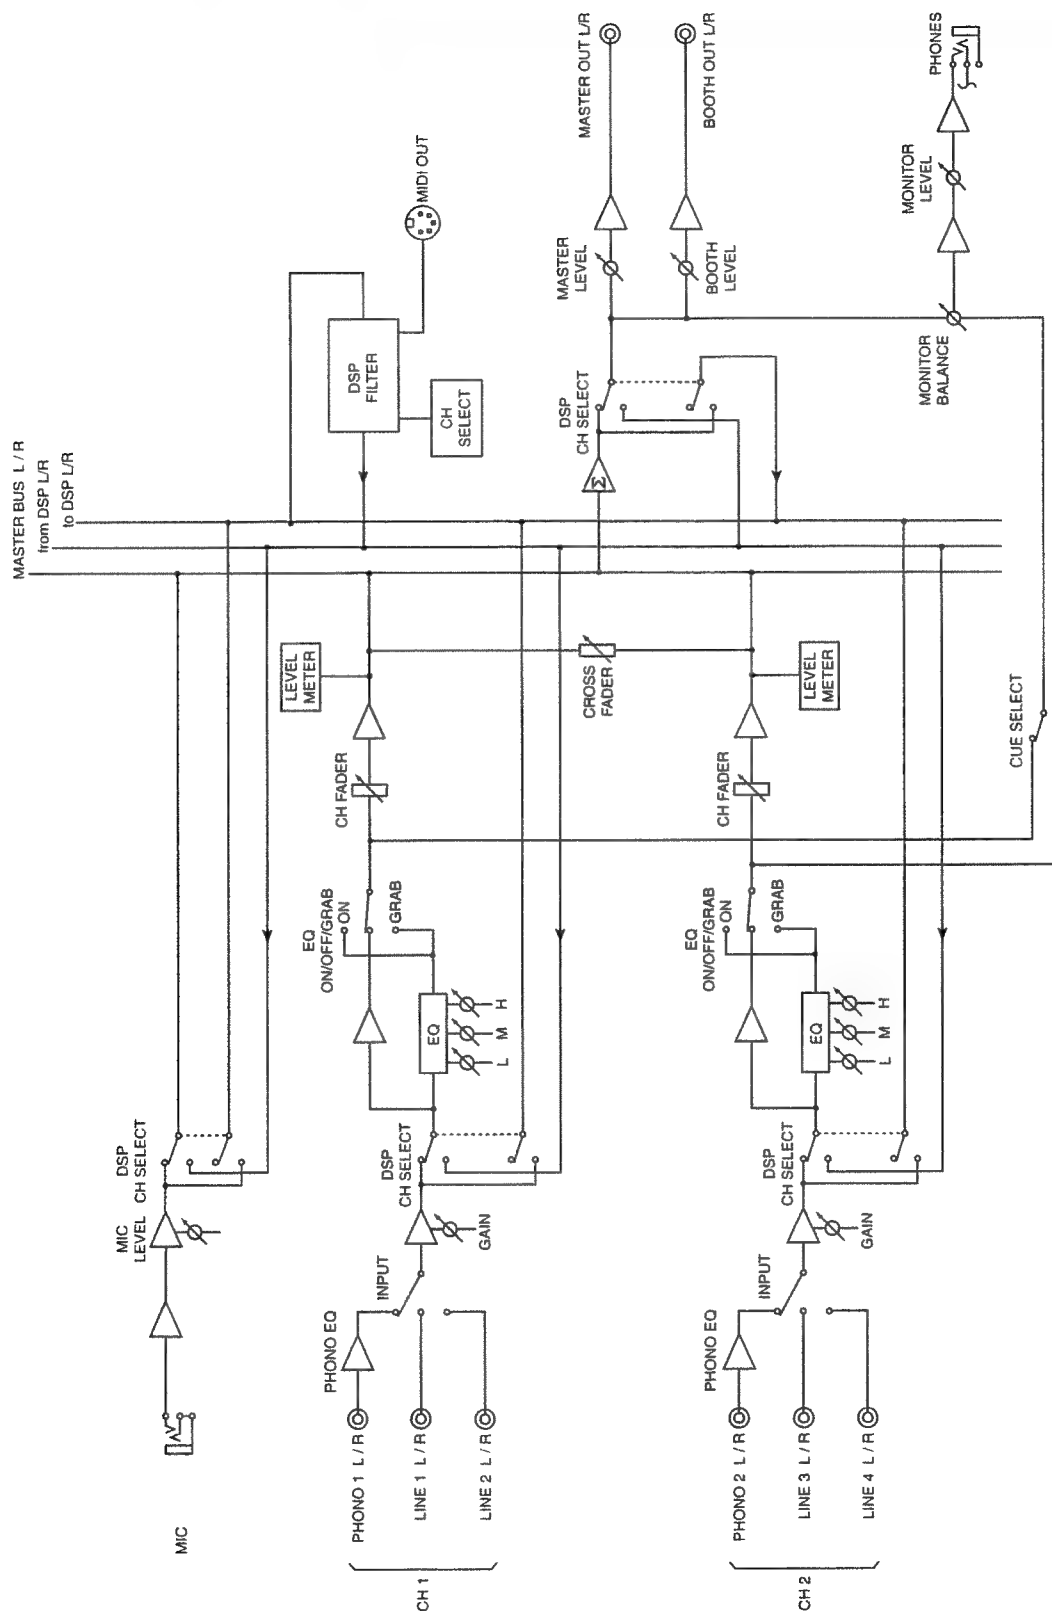 MASTER BUS L / R
from DSP L/R
to DSP L/R
MIC
MIC
LEVEL
DSP
CH SELECT
DSP
FILTER
CH
SELECT
MIDI OUT
CH 1
PHONO 1 L / R
LINE 1 L / R
LINE 2 L / R
PHONO EQ
INPUT
GAIN
DSP
CH SELECT
EQ
L
M
H
EQ
ON/OFF/GRAB
ON
GRAB
CH FADER
LEVEL
METER
CROSS
FADER
DSP
CH SELECT
Σ
MASTER
LEVEL
MASTER OUT L/R
BOOTH
LEVEL
BOOTH OUT L/R
CH 2
PHONO 2 L / R
LINE 3 L / R
LINE 4 L / R
PHONO EQ
INPUT
GAIN
DSP
CH SELECT
EQ
L
M
H
EQ
ON/OFF/GRAB
ON
GRAB
CH FADER
LEVEL
METER
CUE SELECT
MONITOR
BALANCE
MONITOR
LEVEL
PHONES